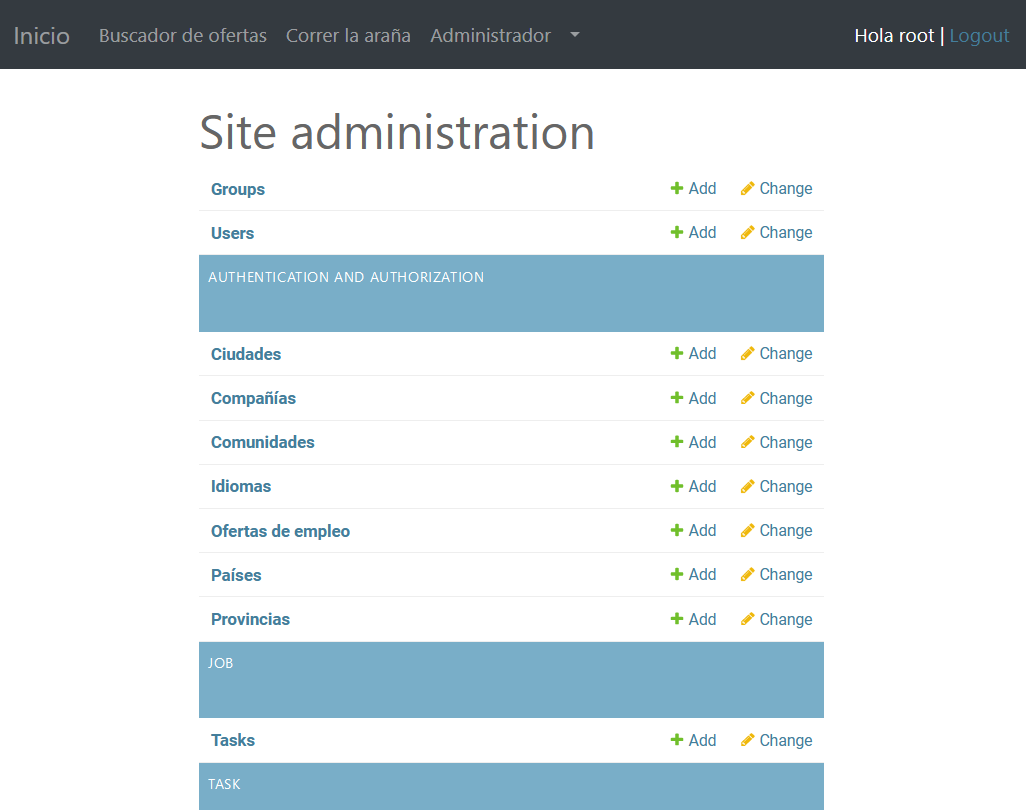 Inicio Buscador de ofertas Correr la araña Administrador Hola root | Logout
Site administration
Groups Add Change
Users Add Change
AUTHENTICATION AND AUTHORIZATION
Ciudades Add Change
Compañías Add Change
Comunidades Add Change
Idiomas Add Change
Ofertas de empleo Add Change
Países Add Change
Provincias Add Change
JOB
Tasks Add Change
TASK